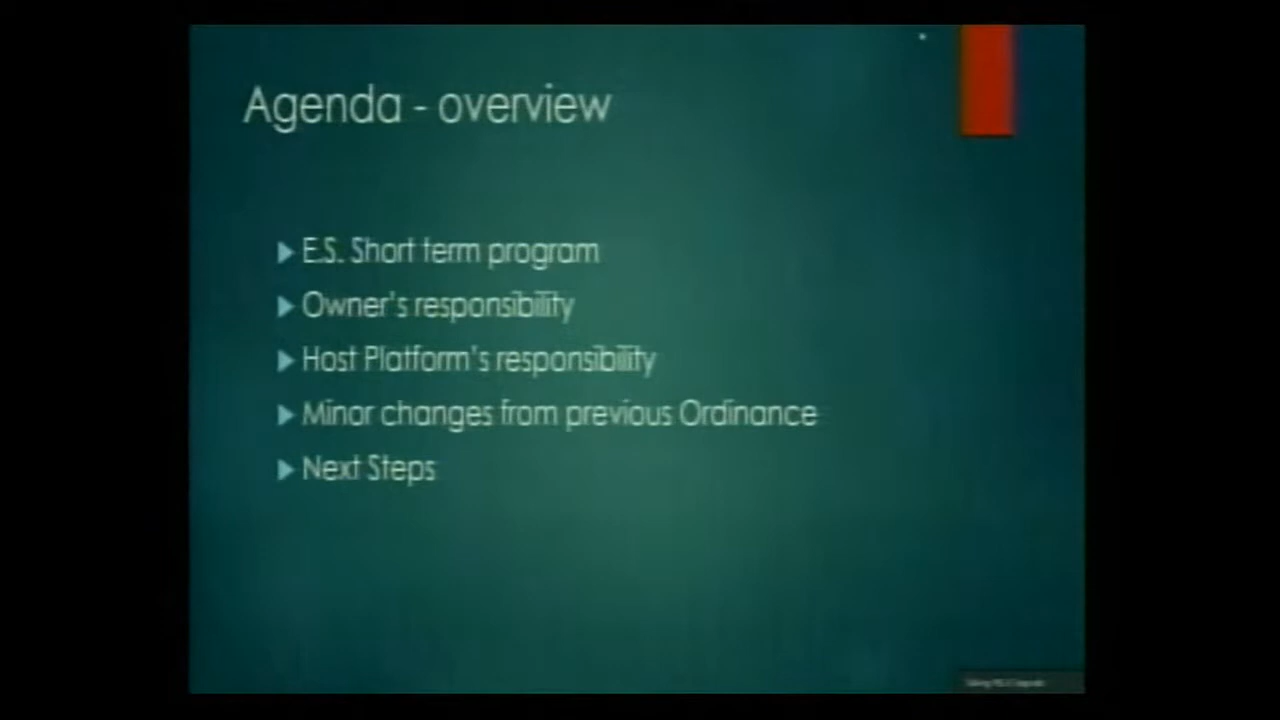 Agenda - overview
E.S. Short term program
Owner's responsibility
Host Platform's responsibility
Minor changes from previous Ordinance
Next Steps